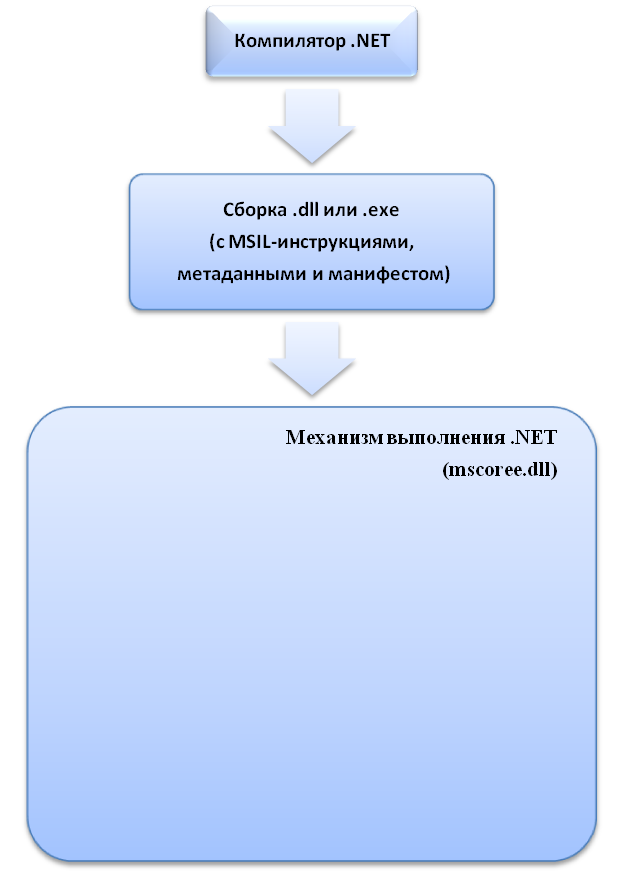 Компилятор .NET
Сборка .dll или .exe
(с MSIL-инструкциями,
метаданными и манифестом)
Механизм выполнения .NET
(mscoree.dll)